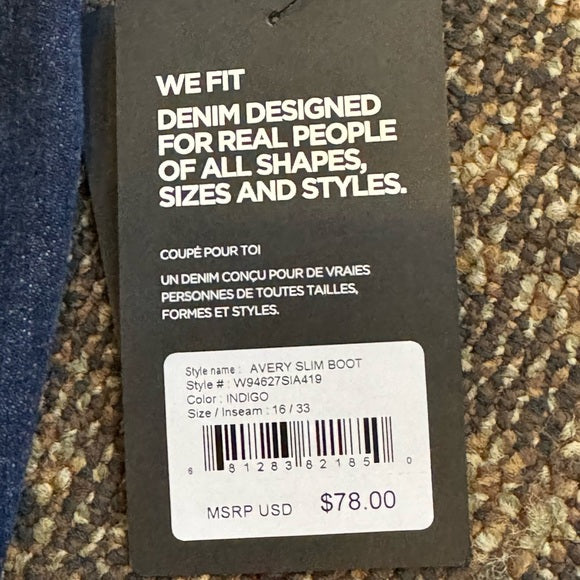 WE FIT
DENIM DESIGNED
FOR REAL PEOPLE
OF ALL SHAPES,
SIZES AND STYLES.
COUPÉ POUR TOI
UN DENIM CONÇU POUR DE VRAIES
PERSONNES DE TOUTES TAILLES,
FORMES ET STYLES.
Style name : AVERY SLIM BOOT
Style # : W94627SIA419
Color : INDIGO
Size / Inseam : 16 / 33
6 81283 82185 0
MSRP USD $78.00